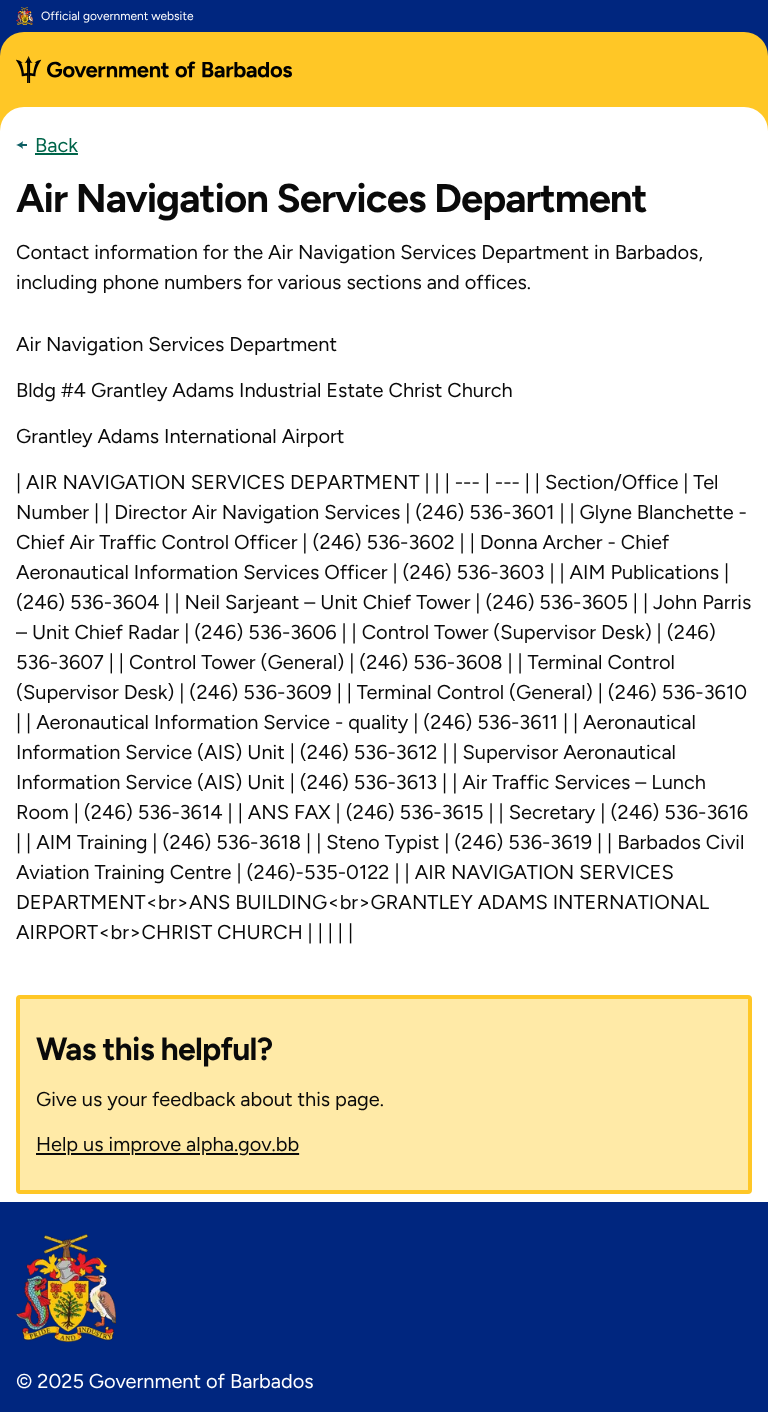 Official government website
Government of Barbados
Back
Air Navigation Services Department
Contact information for the Air Navigation Services Department in Barbados,
including phone numbers for various sections and offices.
Air Navigation Services Department
Bldg #4 Grantley Adams Industrial Estate Christ Church
Grantley Adams International Airport
| AIR NAVIGATION SERVICES DEPARTMENT | | | --- | --- | | Section/Office | Tel
Number | | Director Air Navigation Services | (246) 536-3601 | | Glyne Blanchette -
Chief Air Traffic Control Officer | (246) 536-3602 | | Donna Archer - Chief
Aeronautical Information Services Officer | (246) 536-3603 | | AIM Publications |
(246) 536-3604 | | Neil Sarjeant – Unit Chief Tower | (246) 536-3605 | | John Parris
– Unit Chief Radar | (246) 536-3606 | | Control Tower (Supervisor Desk) | (246)
536-3607 | | Control Tower (General) | (246) 536-3608 | | Terminal Control
(Supervisor Desk) | (246) 536-3609 | | Terminal Control (General) | (246) 536-3610
| | Aeronautical Information Service - quality | (246) 536-3611 | | Aeronautical
Information Service (AIS) Unit | (246) 536-3612 | | Supervisor Aeronautical
Information Service (AIS) Unit | (246) 536-3613 | | Air Traffic Services – Lunch
Room | (246) 536-3614 | | ANS FAX | (246) 536-3615 | | Secretary | (246) 536-3616
| | AIM Training | (246) 536-3618 | | Steno Typist | (246) 536-3619 | | Barbados Civil
Aviation Training Centre | (246)-535-0122 | | AIR NAVIGATION SERVICES
DEPARTMENT<br>ANS BUILDING<br>GRANTLEY ADAMS INTERNATIONAL
AIRPORT<br>CHRIST CHURCH | | | | |
Was this helpful?
Give us your feedback about this page.
Help us improve alpha.gov.bb
PRIDE AND INDUSTRY
© 2025 Government of Barbados